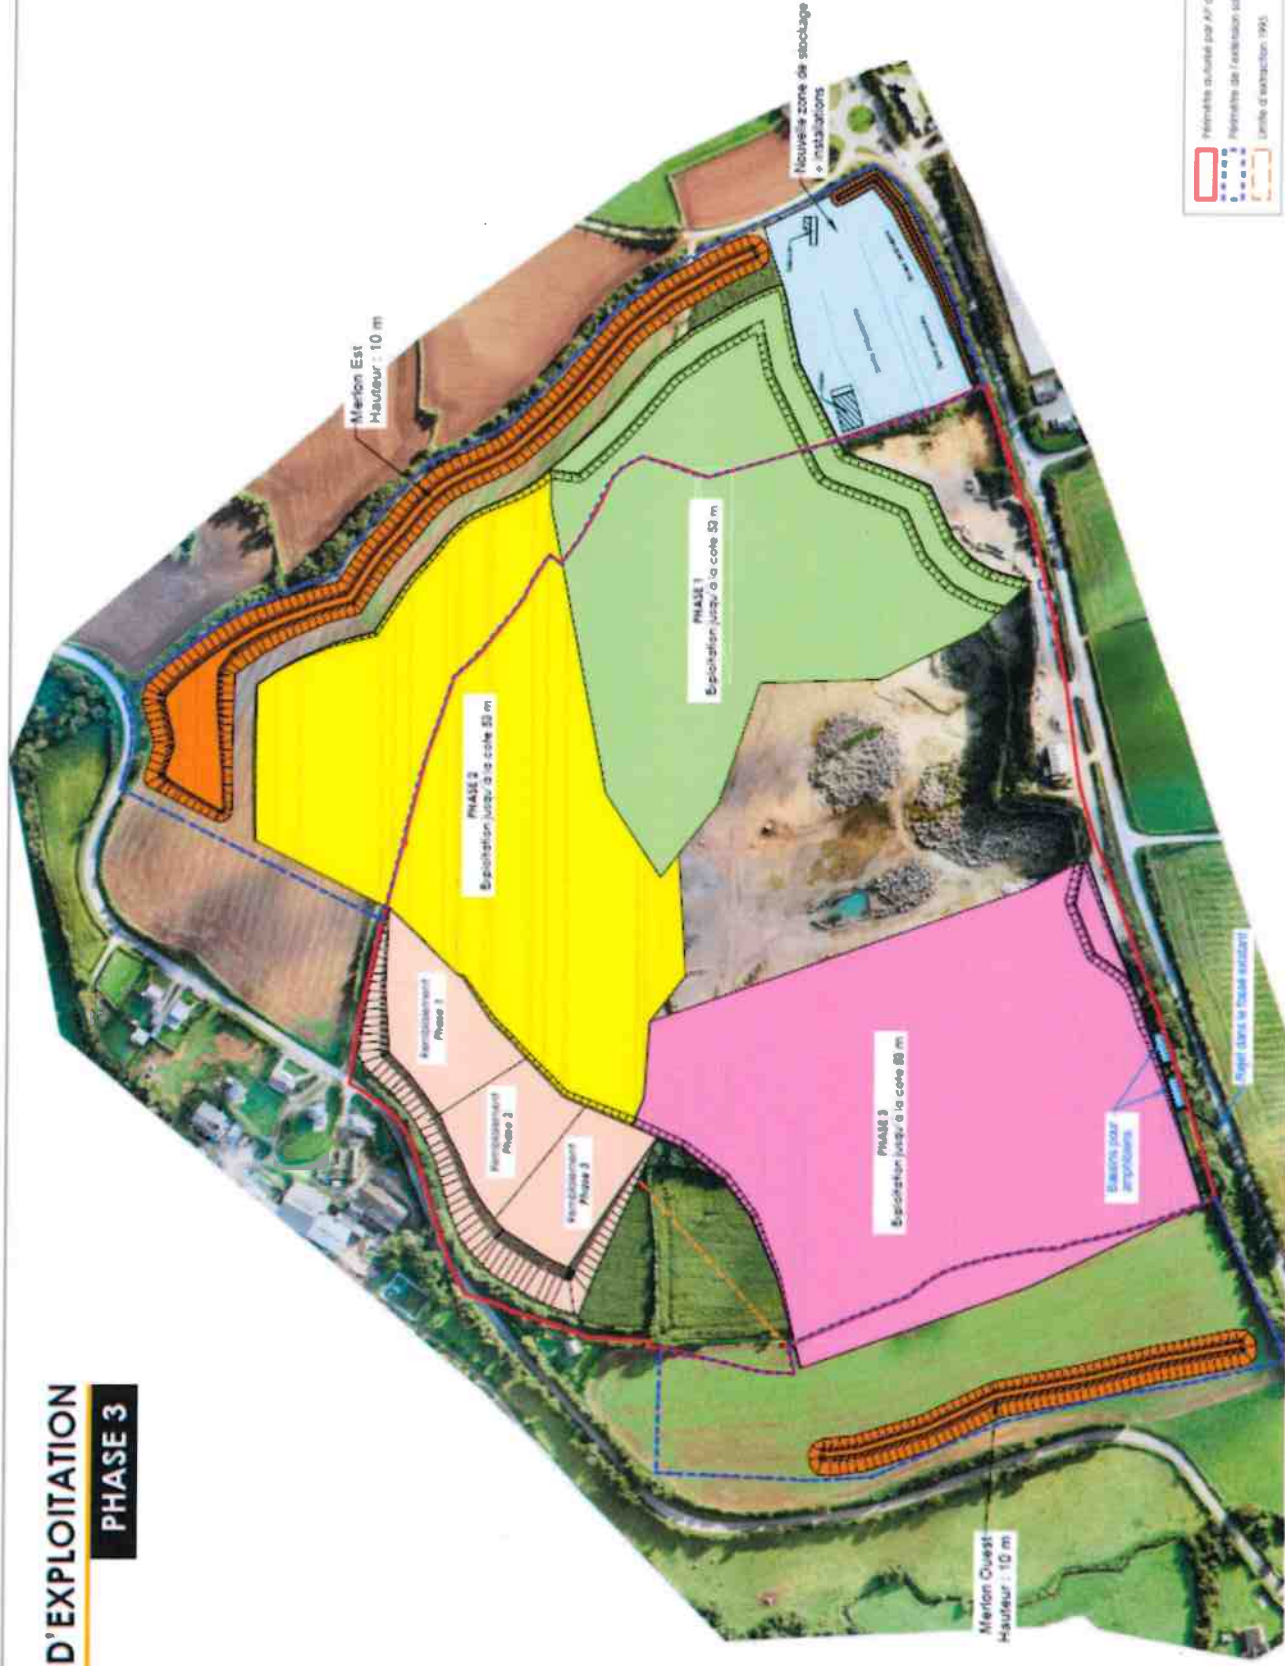 D'EXPLOITATION
PHASE 3
Merlon Est
Hauteur : 10 m
Nouvelle zone de stockage
+ installations
PHASE 2
Exploitation jusqu'à la cote 53 m
PHASE 1
Exploitation jusqu'à la cote 53 m
Remblaiement
Phase 1
Remblaiement
Phase 2
Remblaiement
Phase 3
PHASE 3
Exploitation jusqu'à la cote
Bassins pour
amphibiens
Rejet dans le fossé existant
Merlon Ouest
Hauteur : 10 m
Périmètre autorisé par AP d
Périmètre de l'extension
Limite d'extraction 1995